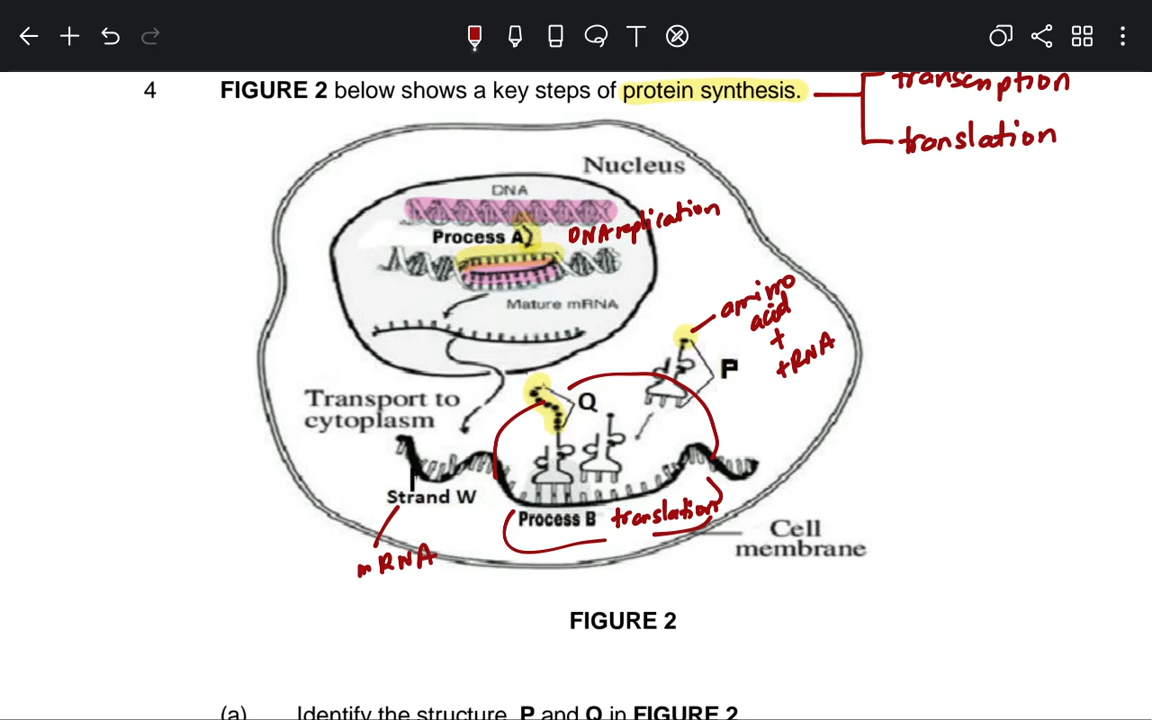 transcription
4 FIGURE 2 below shows a key steps of protein synthesis.
translation
Nucleus
DNA
Process A
DNA replication
Mature mRNA
amino
acid
+
tRNA
P
Transport to
cytoplasm
Q
Strand W
Process B translation
Cell
membrane
mRNA
FIGURE 2
(a) Identify the structure P and Q in FIGURE 2